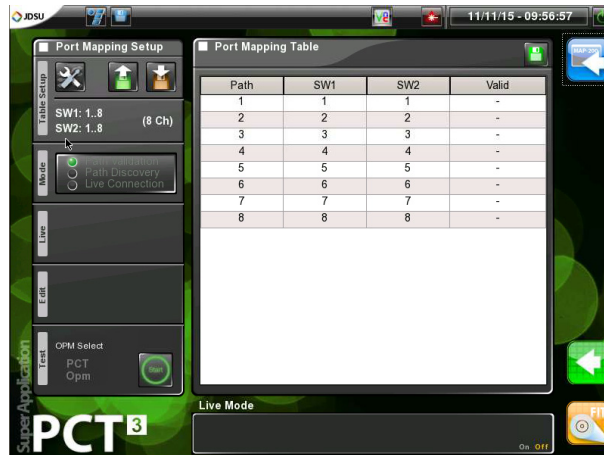 JDSU
11/11/15 - 09:56:57
Port Mapping Setup
Table Setup
SW1: 1..8
SW2: 1..8
(8 Ch)
Mode
Path Validation
Path Discovery
Live Connection
Live
Edit
Test
OPM Select
PCT
Opm
Start
Super Application
PCT3
Port Mapping Table
Path SW1 SW2 Valid
1 1 1 -
2 2 2 -
3 3 3 -
4 4 4 -
5 5 5 -
6 6 6 -
7 7 7 -
8 8 8 -
Live Mode
On Off
MAP 200
FIT